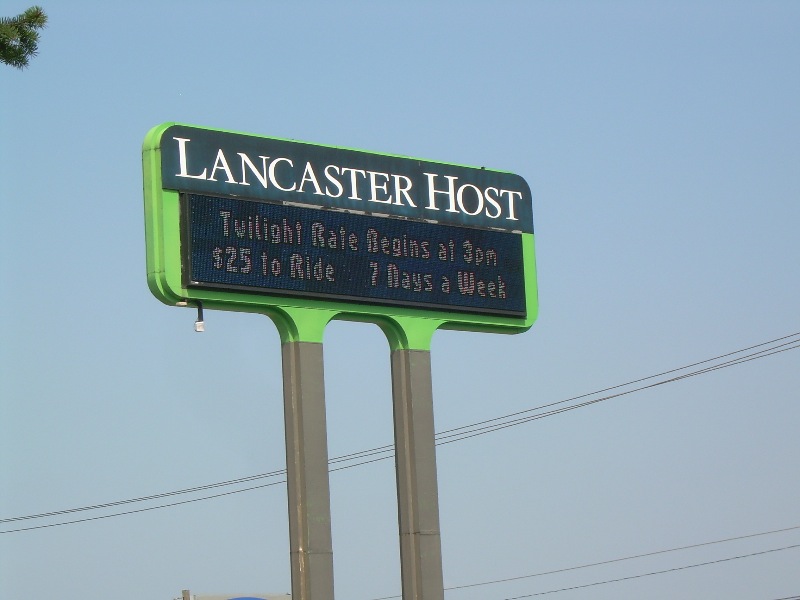 LANCASTER HOST
Twilight Rate Begins at 3pm
$25 to Ride 7 Days a Week